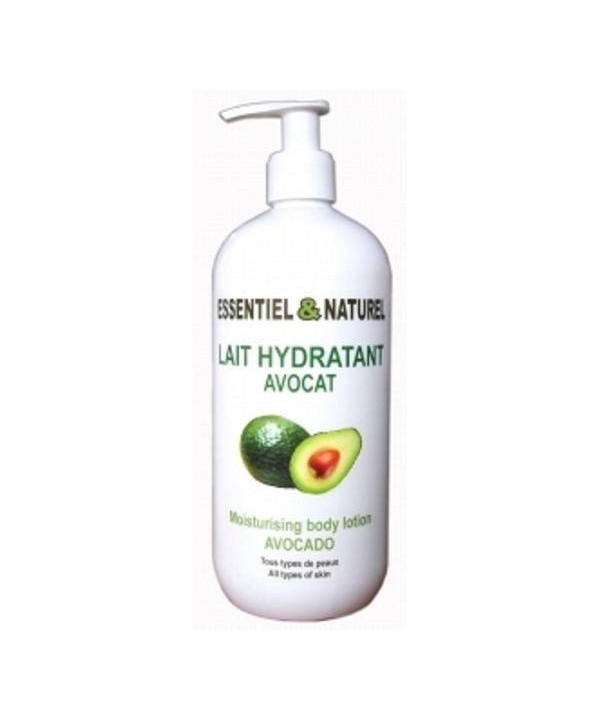 ESSENTIEL & NATUREL
LAIT HYDRATANT
AVOCAT
Moisturising body lotion
AVOCADO
Tous types de peaux
All types of skin